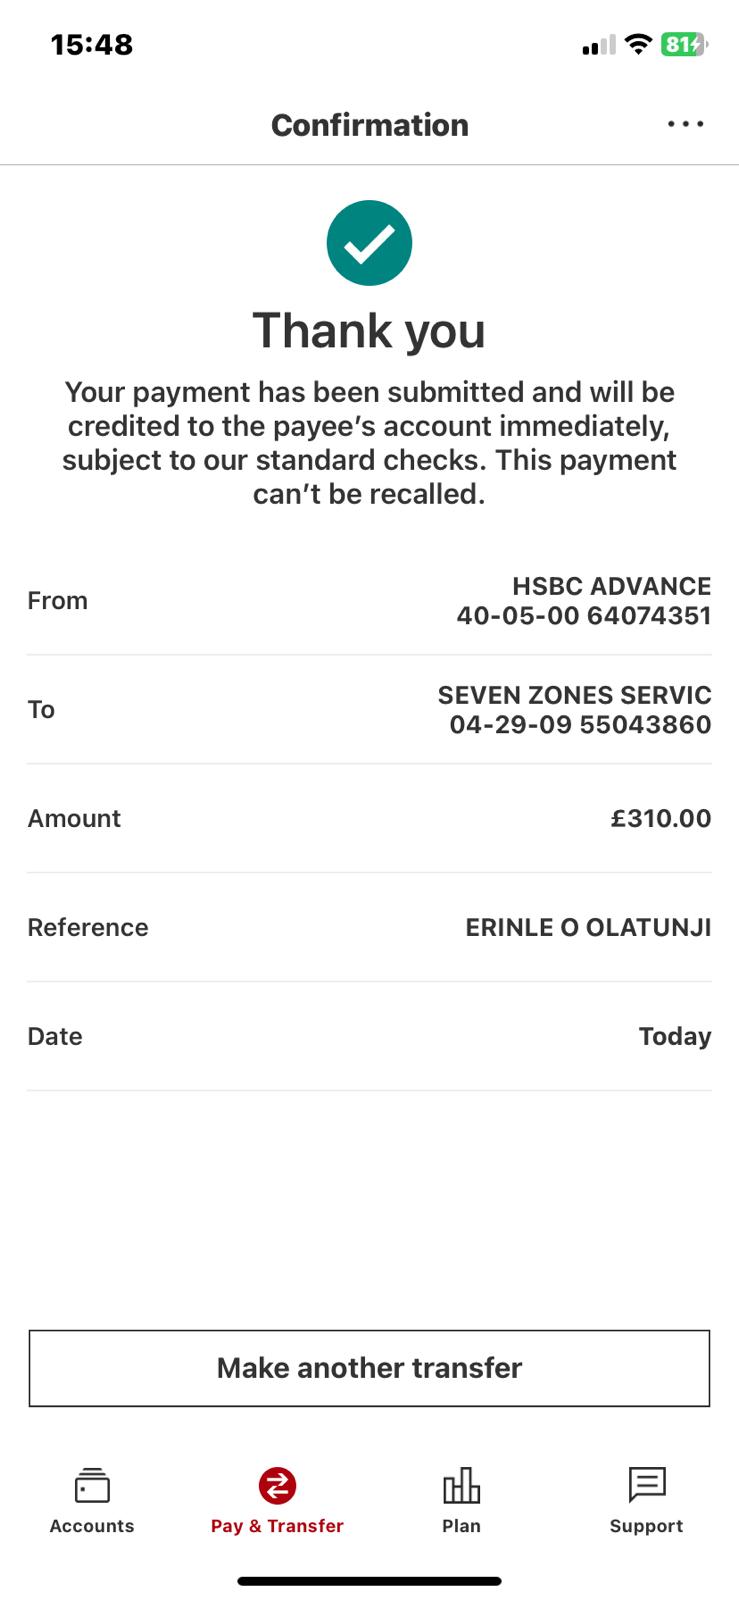 15:48
81
Confirmation
Thank you
Your payment has been submitted and will be
credited to the payee’s account immediately,
subject to our standard checks. This payment
can’t be recalled.
From
HSBC ADVANCE
40-05-00 64074351
To
SEVEN ZONES SERVIC
04-29-09 55043860
Amount
£310.00
Reference
ERINLE O OLATUNJI
Date
Today
Make another transfer
Accounts
Pay & Transfer
Plan
Support